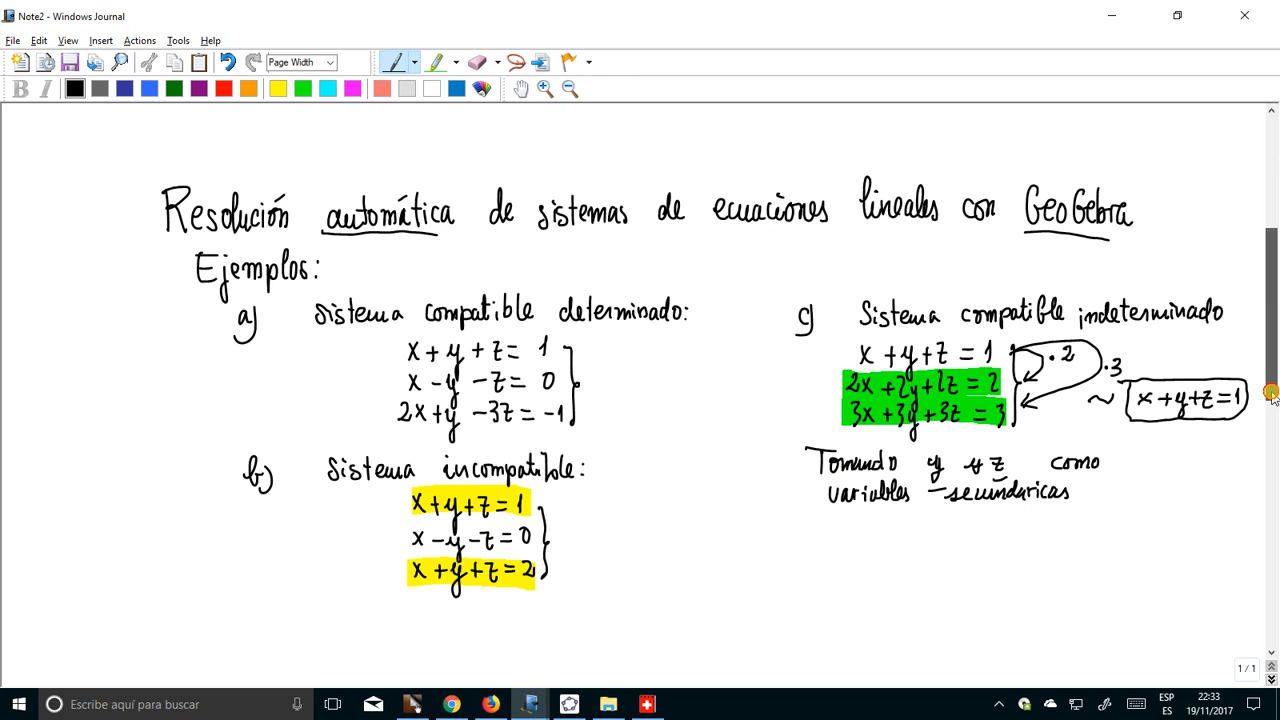 Note2 - Windows Journal
File Edit View Insert Actions Tools Help
Page Width
B I
Resolución automática de sistemas de ecuaciones lineales con GeoGebra
Ejemplos:
a) sistema compatible determinado:
x + y + z = 1
x - y - z = 0
2x + y - 3z = -1
b) sistema incompatible:
x + y + z = 1
x - y - z = 0
x + y + z = 2
c) Sistema compatible indeterminado
x + y + z = 1 · 2
2x + 2y + 2z = 2 · 3
3x + 3y + 3z = 3 ~ x + y + z = 1
Tomando y y z como
variables secundaricas
1 / 1
Escribe aquí para buscar
ESP
ES
22:33
19/11/2017